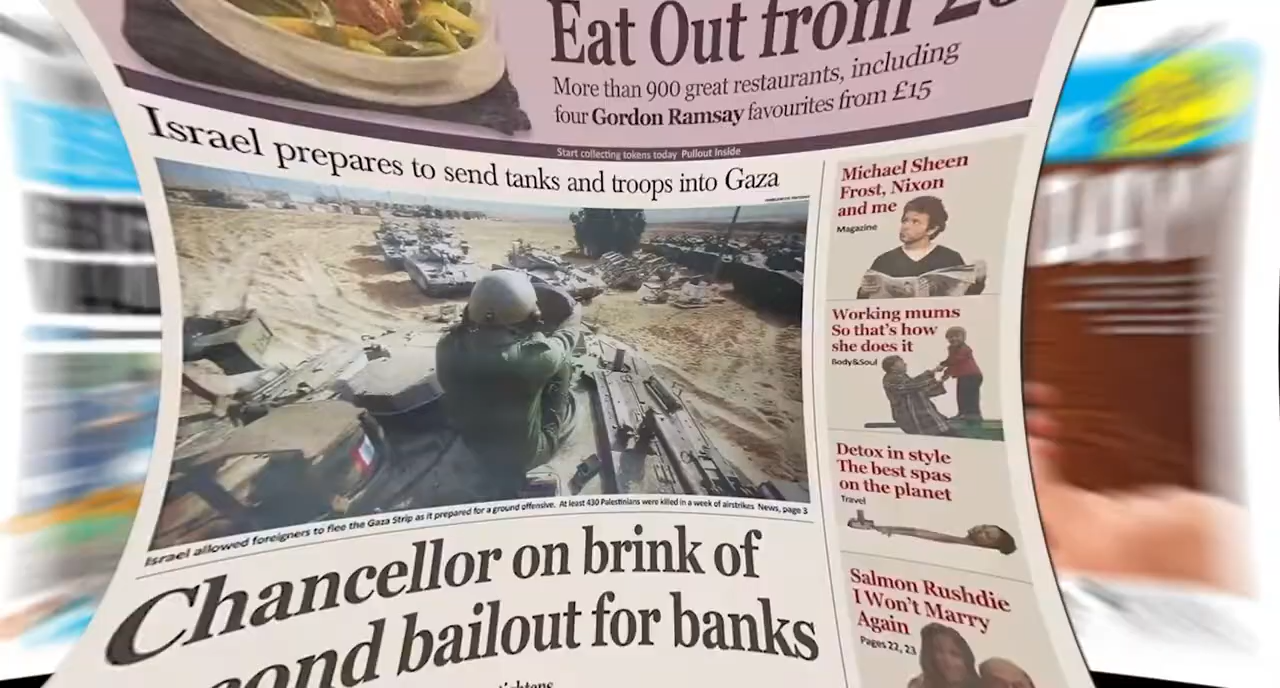 Eat Out from
More than 900 great restaurants, including
four Gordon Ramsay favourites from £15
Start collecting tokens today Pullout Inside
Israel prepares to send tanks and troops into Gaza
Israel allowed foreigners to flee the Gaza Strip as it prepared for a ground offensive. At least 430 Palestinians were killed in a week of airstrikes News, page 3
Chancellor on brink of
ond bailout for banks
Michael Sheen
Frost, Nixon
and me
Magazine
Working mums
So that's how
she does it
Body&Soul
Detox in style
The best spas
on the planet
Travel
Salmon Rushdie
I Won't Marry
Again
Pages 22, 23